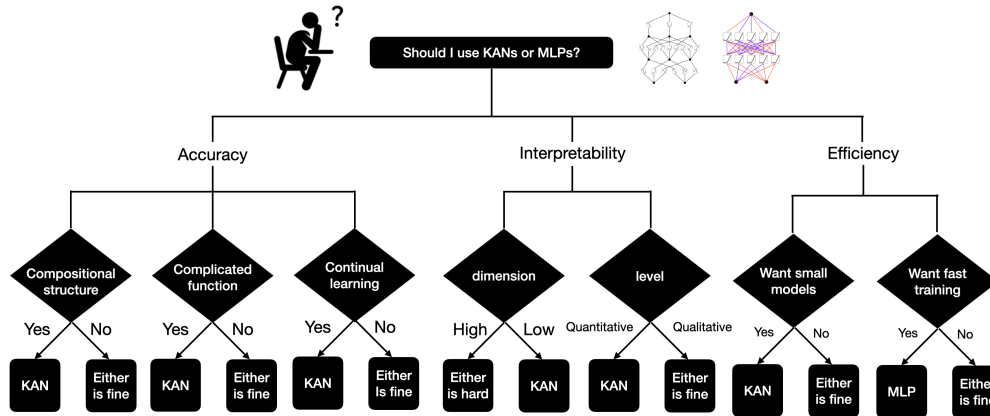 ?
Should I use KANs or MLPs?
Accuracy
Interpretability
Efficiency
Compositional
structure
Complicated
function
Continual
learning
dimension
level
Want small
models
Want fast
training
Yes
No
Yes
No
Yes
No
High
Low
Quantitative
Qualitative
Yes
No
Yes
No
KAN
Either
is fine
KAN
Either
is fine
KAN
Either
Is fine
Either
is hard
KAN
KAN
Either
is fine
KAN
Either
is fine
MLP
Either
is fine